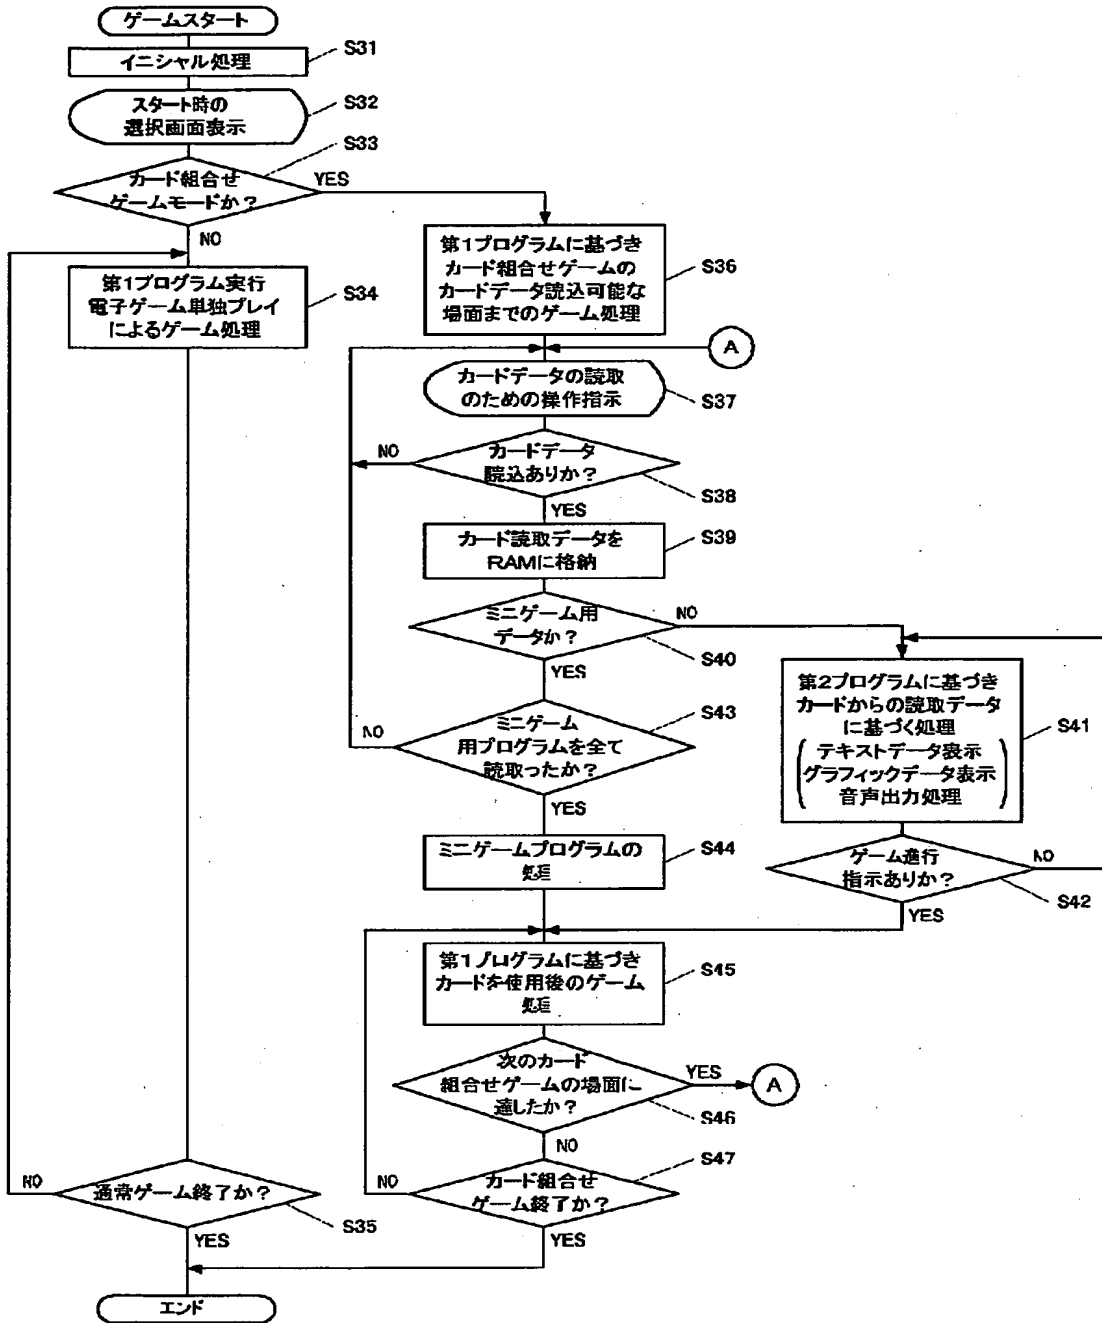 ゲームスタート
イニシャル処理
S31
スタート時の
選択画面表示
S32
S33
カード組合せ
ゲームモードか？
YES
NO
第1プログラム実行
電子ゲーム単独プレイ
によるゲーム処理
S34
第1プログラムに基づき
カード組合せゲームの
カードデータ読込可能な
場面までのゲーム処理
S36
A
カードデータの読取
のための操作指示
S37
カードデータ
読込ありか？
NO
S38
YES
カード読取データを
RAMに格納
S39
ミニゲーム用
データか？
NO
S40
YES
ミニゲーム
用プログラムを全て
読取ったか？
S43
NO
YES
第2プログラムに基づき
カードからの読取データ
に基づく処理
テキストデータ表示
グラフィックデータ表示
音声出力処理
S41
ミニゲームプログラムの
処理
S44
ゲーム進行
指示ありか？
NO
S42
YES
第1プログラムに基づき
カードを使用後のゲーム
処理
S45
次のカード
組合せゲームの場面に
達したか？
YES
A
S46
NO
カード組合せ
ゲーム終了か？
S47
NO
YES
通常ゲーム終了か？
NO
S35
YES
エンド